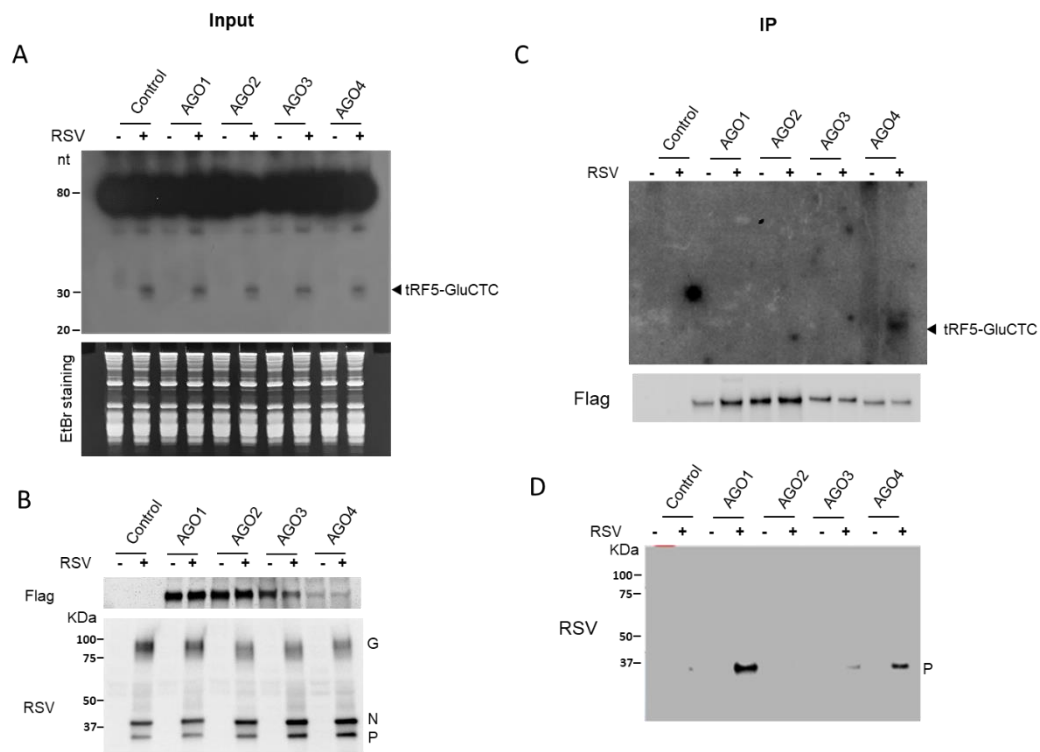 Input
A
Control AGO1 AGO2 AGO3 AGO4
RSV - + - + - + - + - +
nt
80
30
20
tRF5-GluCTC
EtBr staining
B
Control AGO1 AGO2 AGO3 AGO4
RSV - + - + - + - + - +
Flag
KDa
100
75
50
37
RSV
G
N
P
IP
C
Control AGO1 AGO2 AGO3 AGO4
RSV - + - + - + - + - +
tRF5-GluCTC
Flag
D
Control AGO1 AGO2 AGO3 AGO4
RSV - + - + - + - + - +
KDa
100
75
50
37
RSV
P